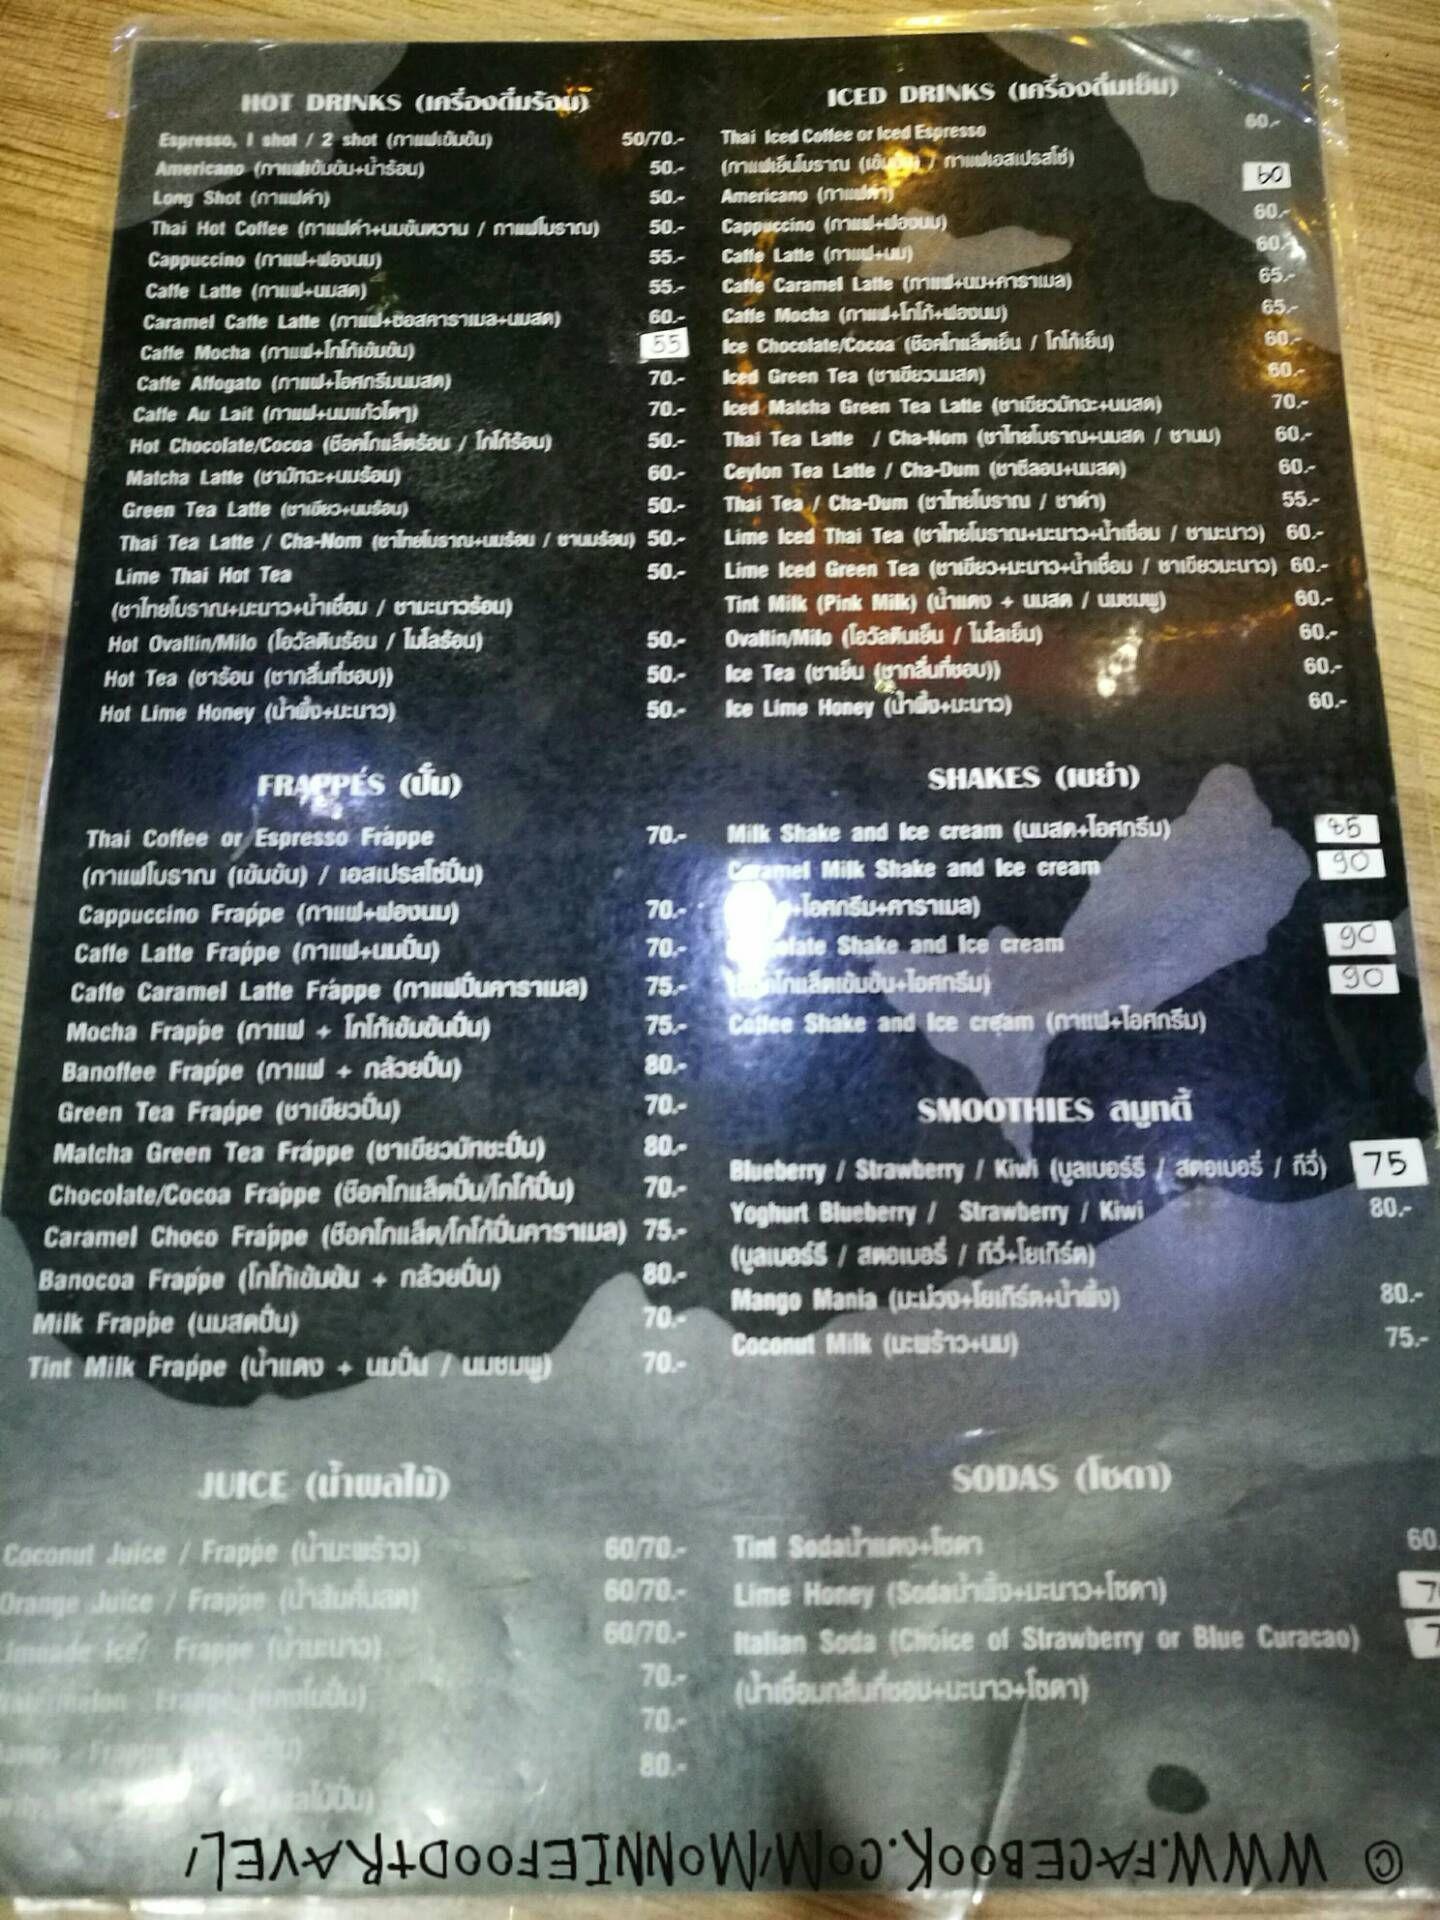 HOT DRINKS (เครื่องดื่มร้อน)
Espresso, 1 shot / 2 shot (กาแฟเข้มข้น) 50/70.-
Americano (กาแฟเข้มข้น+น้ำร้อน) 50.-
Long Shot (กาแฟดำ) 50.-
Thai Hot Coffee (กาแฟดำ+นมข้นหวาน / กาแฟโบราณ) 50.-
Cappuccino (กาแฟ+ฟองนม) 55.-
Caffe Latte (กาแฟ+นมสด) 55.-
Caramel Caffe Latte (กาแฟ+ซอสคาราเมล+นมสด) 60.-
Caffe Mocha (กาแฟ+โกโก้เข้มข้น) 55
Caffe Affogato (กาแฟ+ไอศกรีมนมสด) 70.-
Caffe Au Lait (กาแฟ+นมแก้วโตๆ) 70.-
Hot Chocolate/Cocoa (ช๊อคโกแล็ตร้อน / โกโก้ร้อน) 50.-
Matcha Latte (ชามัทฉะ+นมร้อน) 60.-
Green Tea Latte (ชาเขียว+นมร้อน) 50.-
Thai Tea Latte / Cha-Nom (ชาไทยโบราณ+นมร้อน / ชานมร้อน) 50.-
Lime Thai Hot Tea 50.-
(ชาไทยโบราณ+มะนาว+น้ำเชื่อม / ชามะนาวร้อน)
Hot Ovaltin/Milo (โอวัลตินร้อน / ไมโลร้อน) 50.-
Hot Tea (ชาร้อน (ชากลิ่นที่ชอบ)) 50.-
Hot Lime Honey (น้ำผึ้ง+มะนาว) 50.-
ICED DRINKS (เครื่องดื่มเย็น)
Thai Iced Coffee or Iced Espresso 60.-
(กาแฟเย็นโบราณ (เข้มข้น) / กาแฟเอสเปรสโซ่)
Americano (กาแฟดำ) 60
Cappuccino (กาแฟ+ฟองนม) 60.-
Caffe Latte (กาแฟ+นม) 60.-
Caffe Caramel Latte (กาแฟ+นม+คาราเมล) 65.-
Caffe Mocha (กาแฟ+โกโก้+ฟองนม) 65.-
Ice Chocolate/Cocoa (ช๊อคโกแล็ตเย็น / โกโก้เย็น) 60.-
Iced Green Tea (ชาเขียวนมสด) 60.-
Iced Matcha Green Tea Latte (ชาเขียวมัทฉะ+นมสด) 70.-
Thai Tea Latte / Cha-Nom (ชาไทยโบราณ+นมสด / ชานม) 60.-
Ceylon Tea Latte / Cha-Dum (ชาซีลอน+นมสด) 60.-
Thai Tea / Cha-Dum (ชาไทยโบราณ / ชาดำ) 55.-
Lime Iced Thai Tea (ชาไทยโบราณ+มะนาว+น้ำเชื่อม / ชามะนาว) 60.-
Lime Iced Green Tea (ชาเขียว+มะนาว+น้ำเชื่อม / ชาเขียวมะนาว) 60.-
Tint Milk (Pink Milk) (น้ำแดง + นมสด / นมชมพู) 60.-
Ovaltin/Milo (โอวัลตินเย็น / ไมโลเย็น) 60.-
Ice Tea (ชาเย็น (ชากลิ่นที่ชอบ)) 60.-
Ice Lime Honey (น้ำผึ้ง+มะนาว) 60.-
FRAPPÉS (ปั่น)
Thai Coffee or Espresso Fráppe 70.-
(กาแฟโบราณ (เข้มข้น) / เอสเปรสโซ่ปั่น)
Cappuccino Fraṗpe (กาแฟ+ฟองนม) 70.-
Caffe Latte Fraṗpe (กาแฟ+นมปั่น) 70.-
Caffe Caramel Latte Fráppe (กาแฟปั่นคาราเมล) 75.-
Mocha Fraṗpe (กาแฟ + โกโก้เข้มข้นปั่น) 75.-
Banoffee Fraṗpe (กาแฟ + กล้วยปั่น) 80.-
Green Tea Fraṗpe (ชาเขียวปั่น) 70.-
Matcha Green Tea Fráppe (ชาเขียวมัทชะปั่น) 80.-
Chocolate/Cocoa Fraṗpe (ช๊อคโกแล็ตปั่น/โกโก้ปั่น) 70.-
Caramel Choco Fraṗpe (ช๊อคโกแล็ต/โกโก้ปั่นคาราเมล) 75.-
Banocoa Fraṗpe (โกโก้เข้มข้น + กล้วยปั่น) 80.-
Milk Fraṗpe (นมสดปั่น) 70.-
Tint Milk Fraṗpe (น้ำแดง + นมปั่น / นมชมพู) 70.-
SHAKES (เขย่า)
Milk Shake and Ice cream (นมสด+ไอศกรีม) 85
Caramel Milk Shake and Ice cream 90
+ไอศกรีม+คาราเมล)
Shake and Ice cream 90
+ไอศกรีม) 90
Coffee Shake and Ice cream (กาแฟ+ไอศกรีม)
SMOOTHIES สมูทตี้
Blueberry / Strawberry / Kiwi (บูลเบอร์รี / สตอเบอรี่ / กีวี่) 75
Yoghurt Blueberry / Strawberry / Kiwi 80.-
(บูลเบอร์รี / สตอเบอรี่ / กีวี่+โยเกิร์ต)
Mango Mania (มะม่วง+โยเกิร์ต+น้ำผึ้ง) 80.-
Coconut Milk (มะพร้าว+นม) 75.-
JUICE (น้ำผลไม้)
Coconut Juice / Fraṗpe (น้ำมะพร้าว) 60/70.-
Orange Juice / Fraṗpe (น้ำส้มคั้นสด) 60/70.-
Fraṗpe (น้ำมะนาว) 60/70.-
70.-
70.-
80.-
SODAS (โซดา)
Tint Sodaน้ำแดง+โซดา 60.
Lime Honey (Sodaน้ำผึ้ง+มะนาว+โซดา)
Italian Soda (Choice of Strawberry or Blue Curacao)
(น้ำเชื่อมกลิ่นที่ชอบ+มะนาว+โซดา)
© WWW.FACEBOOK.COM/MONNIEFOODTRAVEL/